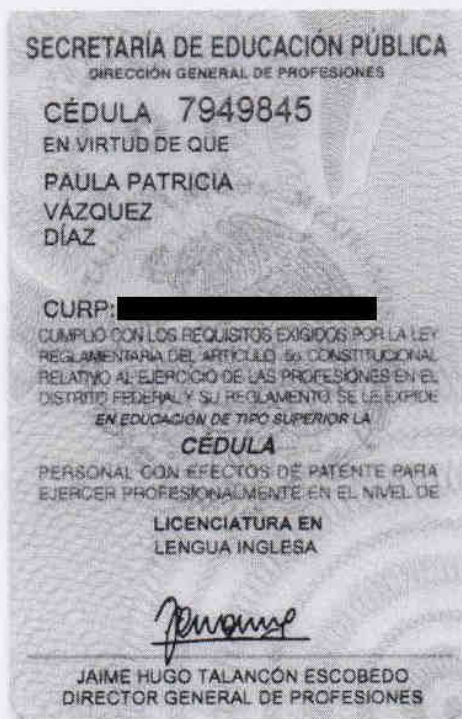 SECRETARÍA DE EDUCACIÓN PÚBLICA
DIRECCIÓN GENERAL DE PROFESIONES
CÉDULA 7949845
EN VIRTUD DE QUE
PAULA PATRICIA
VÁZQUEZ
DÍAZ
CURP:
CUMPLIO CON LOS REQUISITOS EXIGIDOS POR LA LEY
REGLAMENTARIA DEL ARTÍCULO 5o CONSTITUCIONAL
RELATIVO AL EJERCICIO DE LAS PROFESIONES EN EL
DISTRITO FEDERAL Y SU REGLAMENTO SE LE EXPIDE
EN EDUCACIÓN DE TIPO SUPERIOR LA
CÉDULA
PERSONAL CON EFECTOS DE PATENTE PARA
EJERCER PROFESIONALMENTE EN EL NIVEL DE
LICENCIATURA EN
LENGUA INGLESA
JAIME HUGO TALANCÓN ESCOBEDO
DIRECTOR GENERAL DE PROFESIONES